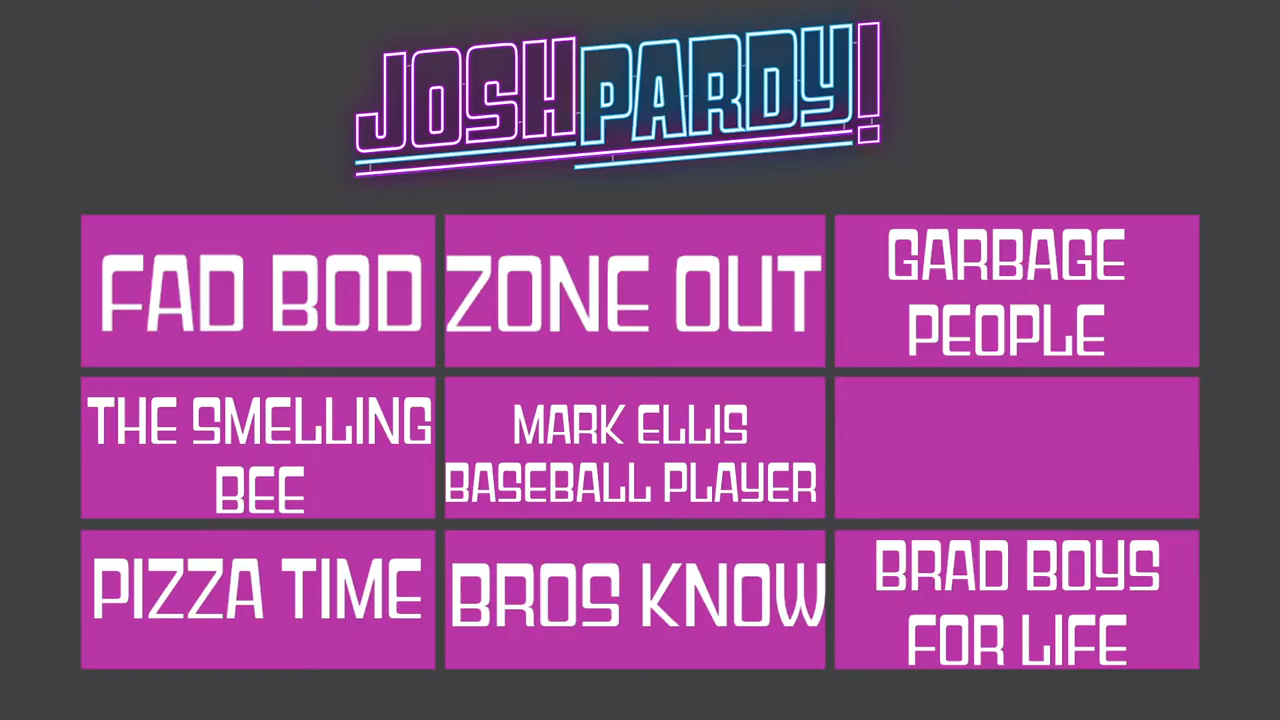 JOSHPARDY!
FAD BOD
ZONE OUT
GARBAGE
PEOPLE
THE SMELLING
BEE
MARK ELLIS
BASEBALL PLAYER
PIZZA TIME
BROS KNOW
BRAD BOYS
FOR LIFE